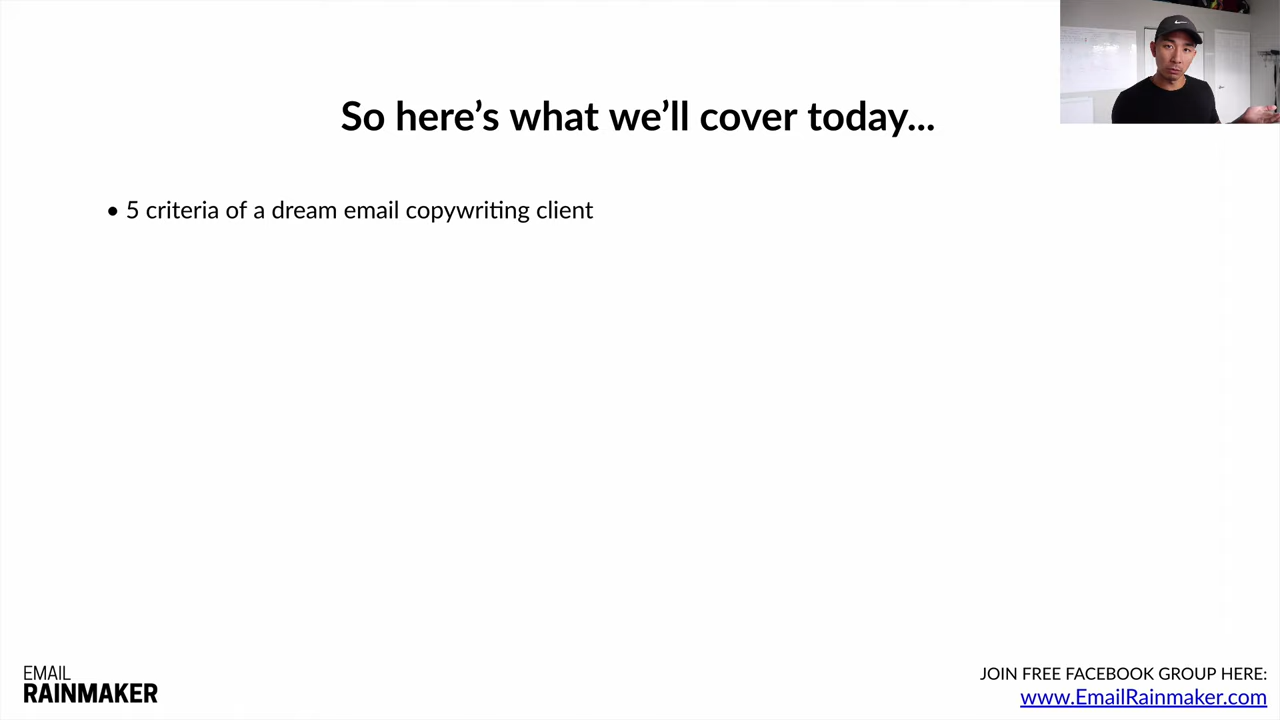 So here's what we'll cover today...
• 5 criteria of a dream email copywriting client
EMAIL
RAINMAKER
JOIN FREE FACEBOOK GROUP HERE:
www.EmailRainmaker.com